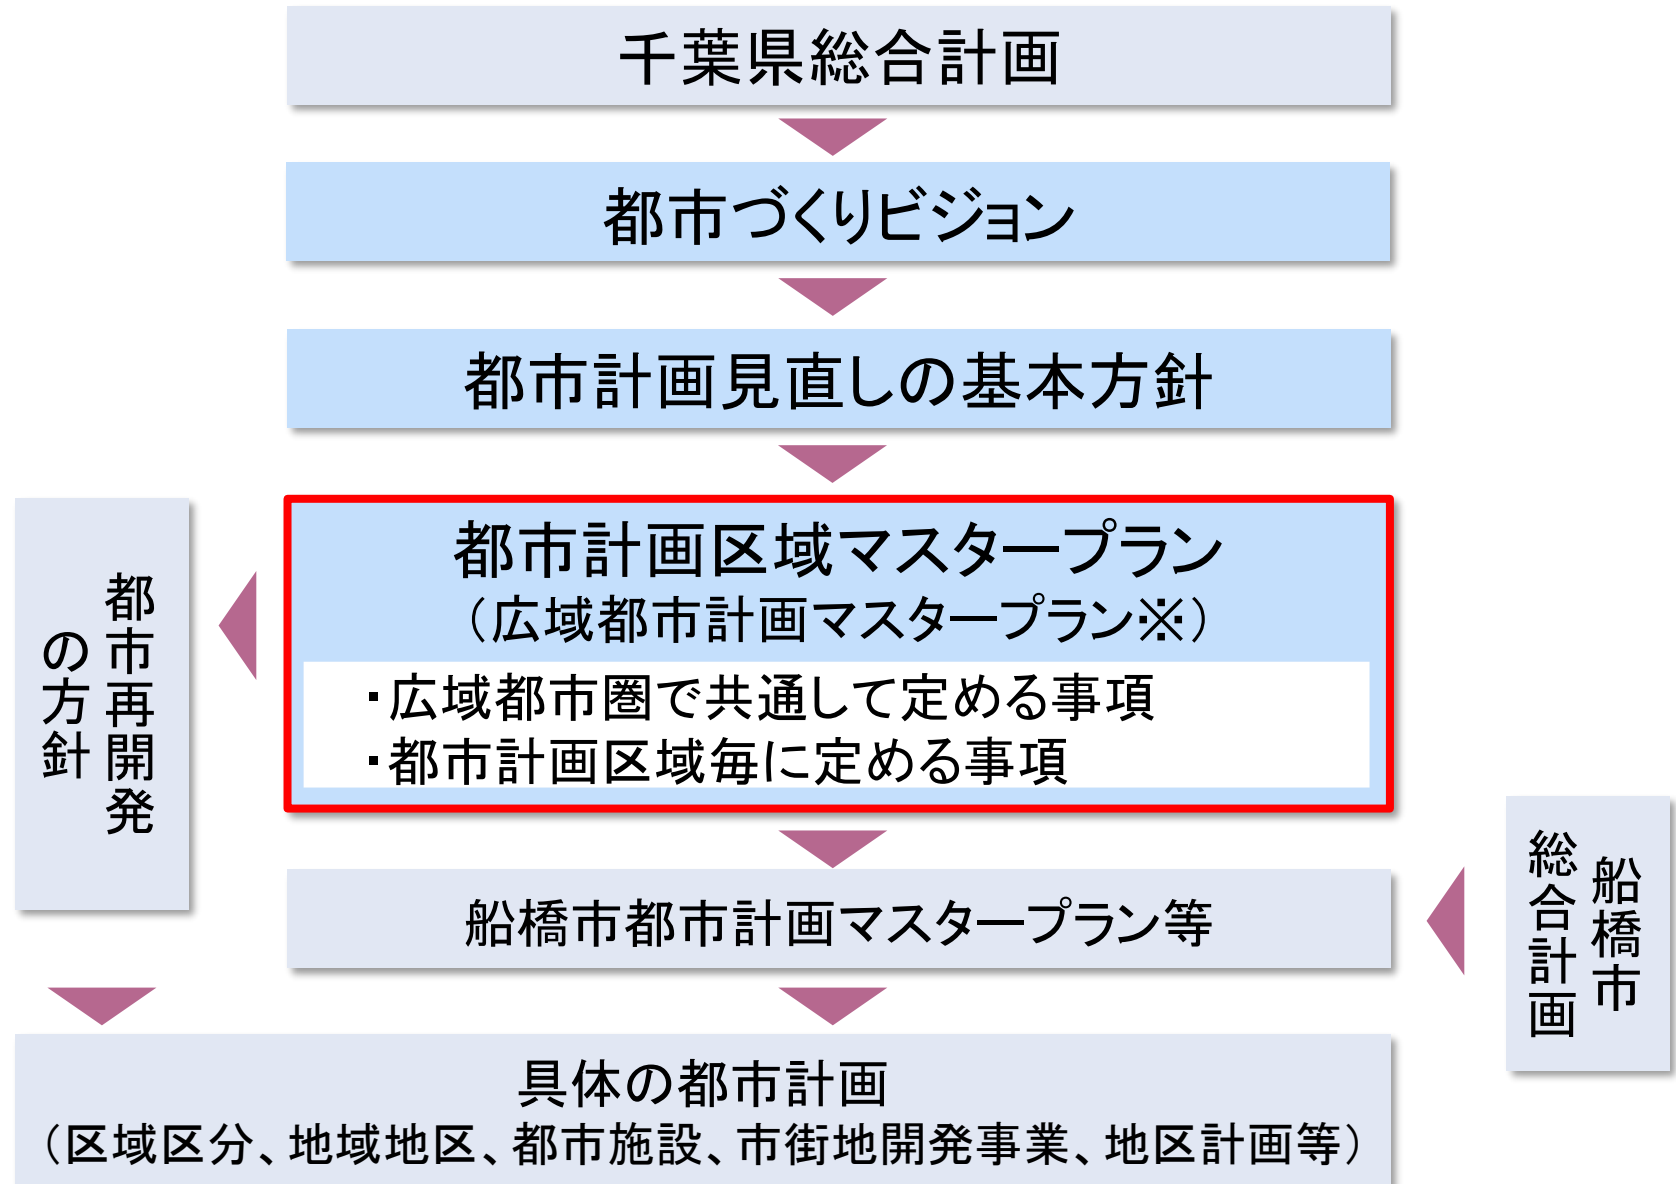 千葉県総合計画
都市づくりビジョン
都市計画見直しの基本方針
都市計画区域マスタープラン
（広域都市計画マスタープラン※）
・広域都市圏で共通して定める事項
・都市計画区域毎に定める事項
都市再開発
の方針
船橋市都市計画マスタープラン等
船橋市
総合計画
具体の都市計画
（区域区分、地域地区、都市施設、市街地開発事業、地区計画等）